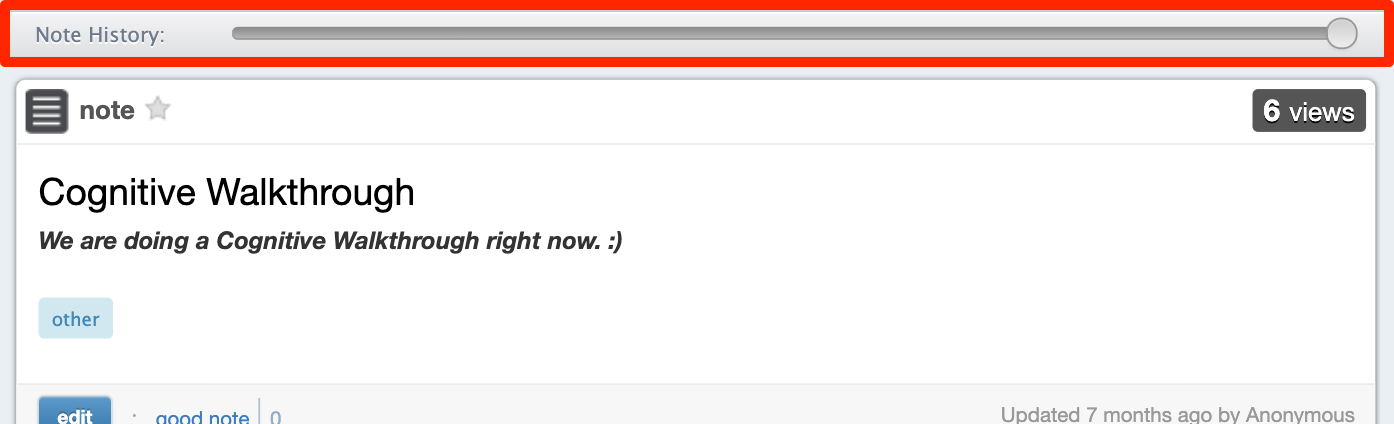 Note History:
note 6 views
Cognitive Walkthrough
We are doing a Cognitive Walkthrough right now. :)
other
edit · good note 0 Updated 7 months ago by Anonymous